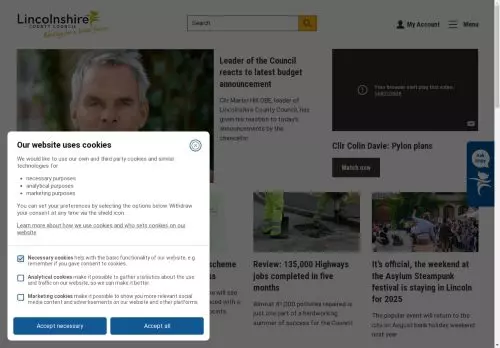 Lincolnshire
COUNTY COUNCIL
Working for a better future
Search
My Account
Menu
Leader of the Council
reacts to latest budget
announcement
Cllr Martin Hill OBE, leader of
Lincolnshire County Council, has
given his reaction to today's
announcements by the
chancellor.
Your browser can't play this video.
Learn more
Cllr Colin Davie: Pylon plans
Watch now
Ask
Our website uses cookies
We would like to use our own and third party cookies and similar
technologies for:
necessary purposes
analytical purposes
marketing purposes
You can set your preferences by selecting the options below. Withdraw
your consent at any time via the shield icon.
Learn more about how we use cookies and who sets cookies on our
website
Necessary cookies help with the basic functionality of our website, e.g.
remember if you gave consent to cookies.
Analytical cookies make it possible to gather statistics about the use
and traffic on our website, so we can make it better.
Marketing cookies make it possible to show you more relevant social
media content and advertisements on our website and other platforms.
Accept necessary
Accept all
scheme
Review: 135,000 Highways
jobs completed in five
months
Almost 41,000 potholes repaired is
just one part of a hardworking
summer of success for the Council
It's official, the weekend at
the Asylum Steampunk
festival is staying in Lincoln
for 2025
The popular event will return to the
city on August bank holiday weekend
next year